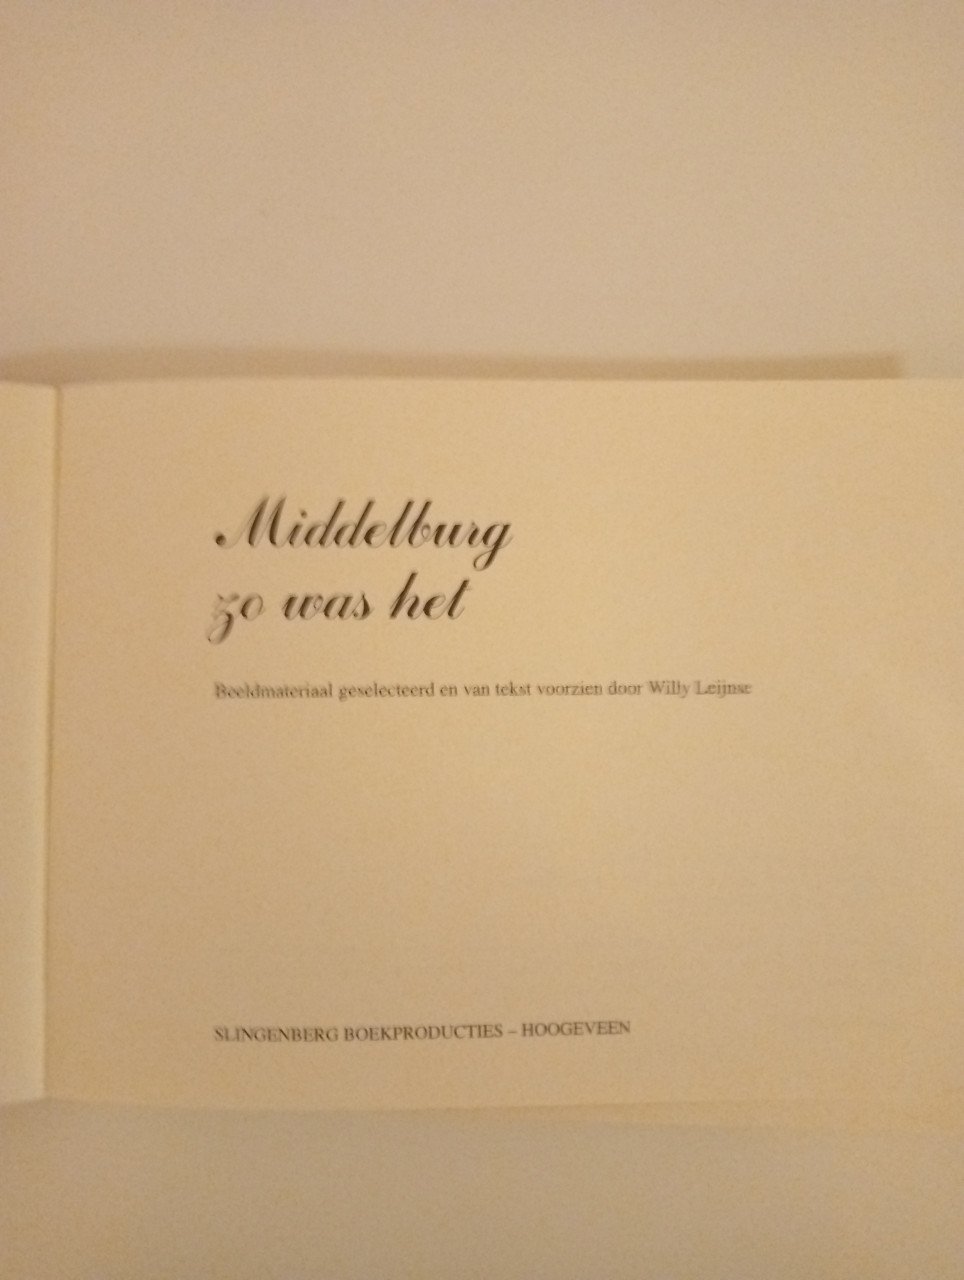 Middelburg
zo was het
Beeldmateriaal geselecteerd en van tekst voorzien door Willy Leijnse
SLINGENBERG BOEKPRODUCTIES – HOOGEVEEN